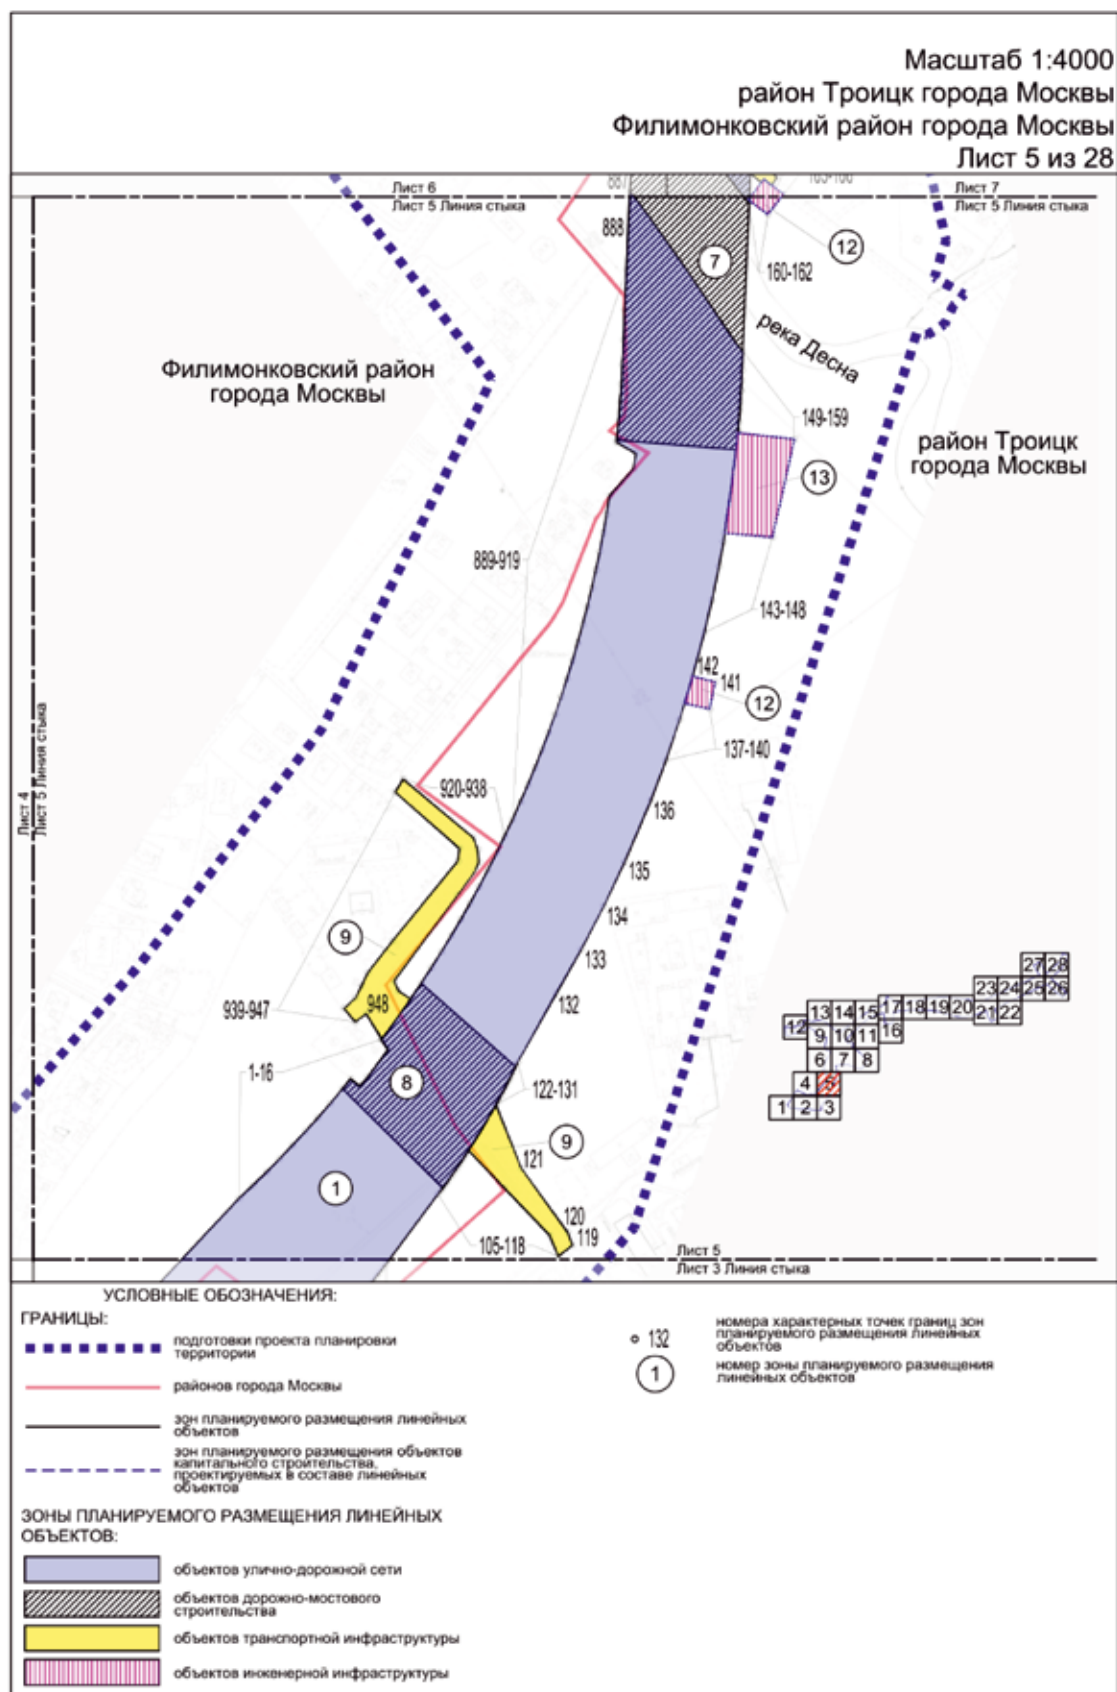 Масштаб 1:4000
район Троицк города Москвы
Филимонковский район города Москвы
Лист 5 из 28
Лист 6
Лист 5 Линия стыка
Лист 7
Лист 5 Линия стыка
887
163-166
888
7
12
160-162
река Десна
Филимонковский район
города Москвы
149-159
район Троицк
города Москвы
13
889-919
143-148
142
141
12
137-140
Лист 4
Лист 5 Линия стыка
920-938
136
135
134
9
133
132
939-947
948
1-16
8
122-131
9
121
1
120
119
105-118
27 28
23 24 25 26
13 14 15 17 18 19 20 21 22
12 9 10 11 16
6 7 8
4 5
1 2 3
Лист 5
Лист 3 Линия стыка
УСЛОВНЫЕ ОБОЗНАЧЕНИЯ:
ГРАНИЦЫ:
подготовки проекта планировки
территории
районов города Москвы
зон планируемого размещения линейных
объектов
зон планируемого размещения объектов
капитального строительства,
проектируемых в составе линейных
объектов
132
номера характерных точек границ зон
планируемого размещения линейных
объектов
1
номер зоны планируемого размещения
линейных объектов
ЗОНЫ ПЛАНИРУЕМОГО РАЗМЕЩЕНИЯ ЛИНЕЙНЫХ
ОБЪЕКТОВ:
объектов улично-дорожной сети
объектов дорожно-мостового
строительства
объектов транспортной инфраструктуры
объектов инженерной инфраструктуры